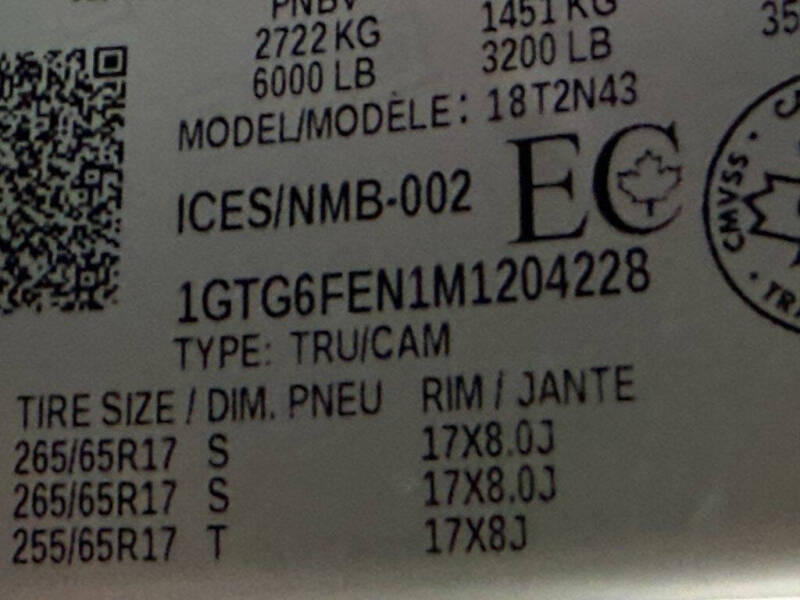 PNBV
2722 KG 1451 KG
6000 LB 3200 LB
MODEL/MODÈLE: 18T2N43
ICES/NMB-002 EC
CMVSS
1GTG6FEN1M1204228
TYPE: TRU/CAM
TIRE SIZE / DIM. PNEU RIM / JANTE
265/65R17 S 17X8.0J
265/65R17 S 17X8.0J
255/65R17 T 17X8J